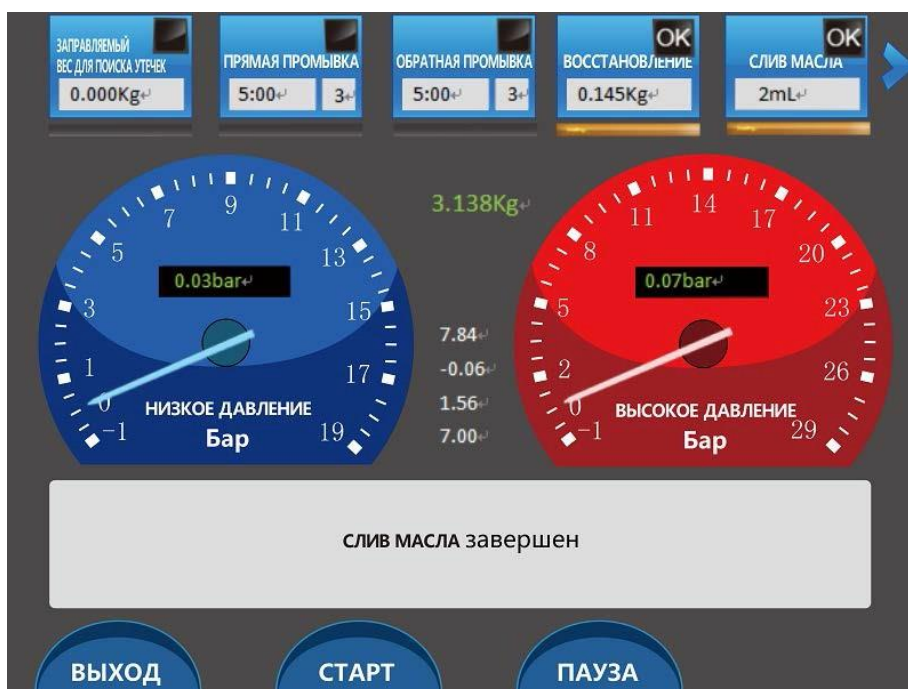 ЗАПРАВЛЯЕМЫЙ
ВЕС ДЛЯ ПОИСКА УТЕЧЕК
0.000Kg↵
ПРЯМАЯ ПРОМЫВКА
5:00↵ 3↵
ОБРАТНАЯ ПРОМЫВКА
5:00↵ 3↵
OK
ВОССТАНОВЛЕНИЕ
0.145Kg↵
OK
СЛИВ МАСЛА
2mL↵
-1 0 1 3 5 7 9 11 13 15 17 19
0.03bar↵
НИЗКОЕ ДАВЛЕНИЕ
Бар
3.138Kg↵
7.84↵
-0.06↵
1.56↵
7.00↵
-1 0 2 5 8 11 14 17 20 23 26 29
0.07bar↵
ВЫСОКОЕ ДАВЛЕНИЕ
Бар
СЛИВ МАСЛА завершен
ВЫХОД СТАРТ ПАУЗА